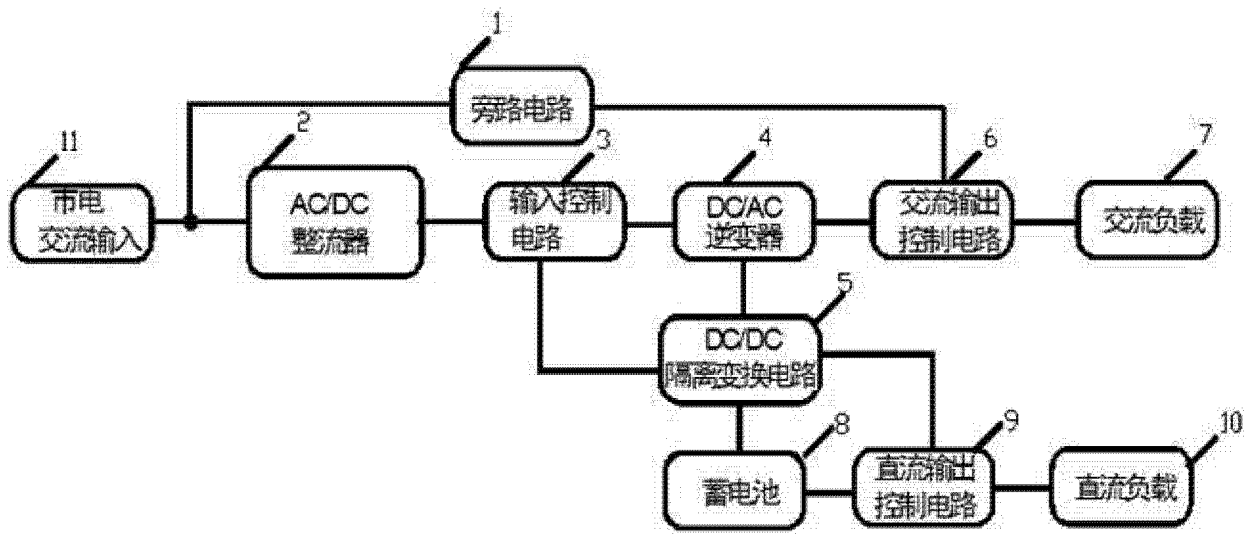 1
旁路电路
11
市电
交流输入
2
AC/DC
整流器
3
输入控制
电路
4
DC/AC
逆变器
6
交流输出
控制电路
7
交流负载
5
DC/DC
隔离变换电路
8
蓄电池
9
直流输出
控制电路
10
直流负载